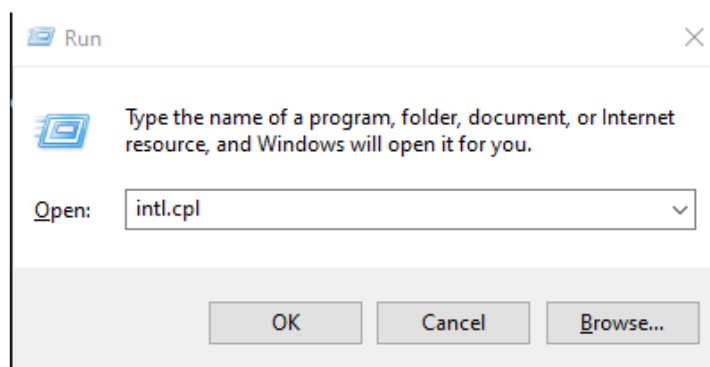 Run
Type the name of a program, folder, document, or Internet
resource, and Windows will open it for you.
Open: intl.cpl
OK Cancel Browse...